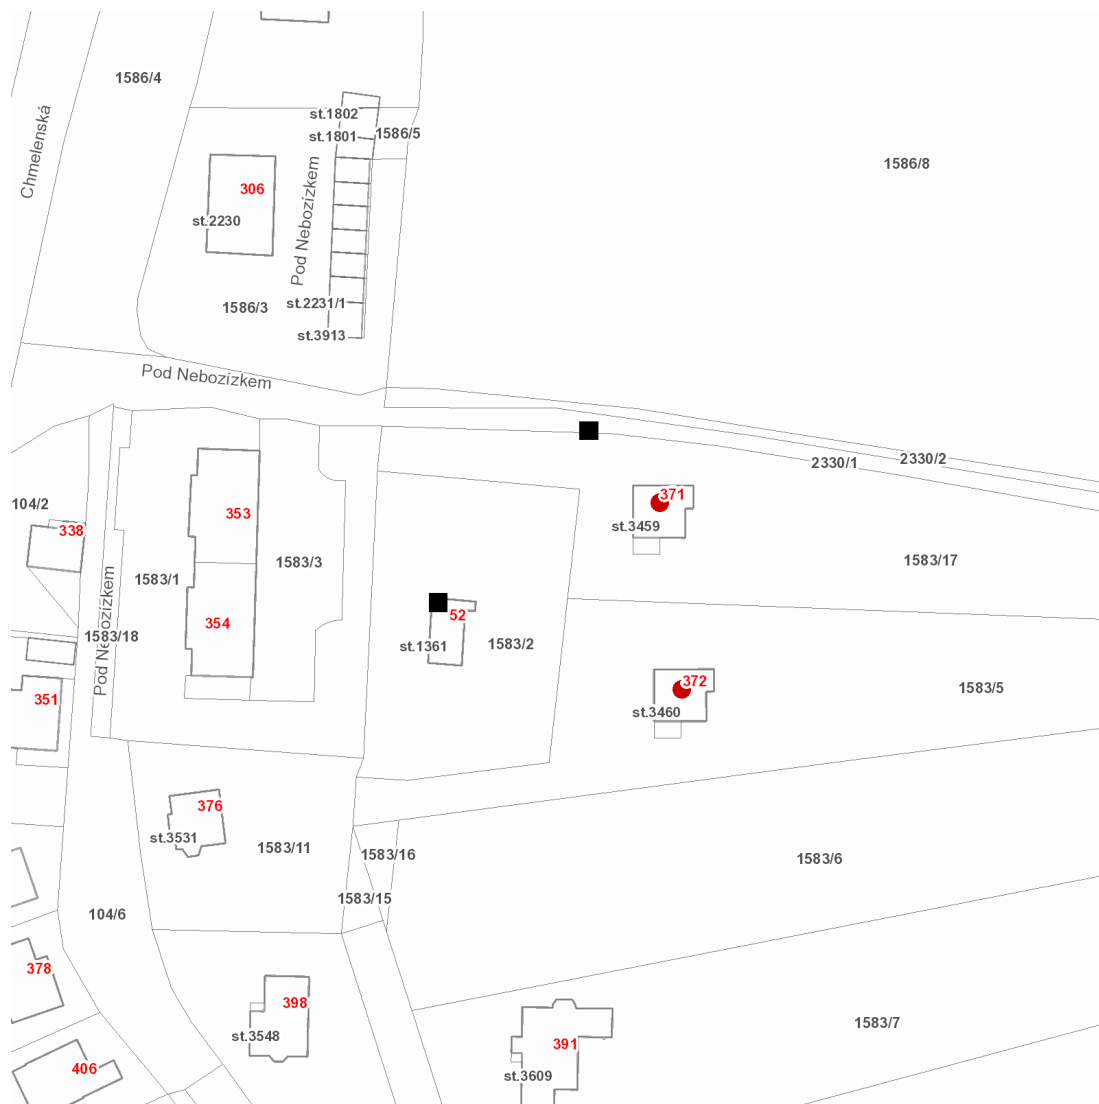 1586/4
Chmelenská
st.1802
st.1801
1586/5
1586/8
306
st.2230
Pod Nebozízkem
1586/3
st.2231/1
st.3913
Pod Nebozízkem
2330/1
2330/2
371
st.3459
104/2
338
353
1583/3
1583/1
1583/17
354
52
st.1361
1583/2
1583/18
Pod Nebozízkem
351
372
st.3460
1583/5
376
st.3531
1583/11
1583/16
1583/6
1583/15
104/6
378
398
st.3548
1583/7
391
406
st.3609